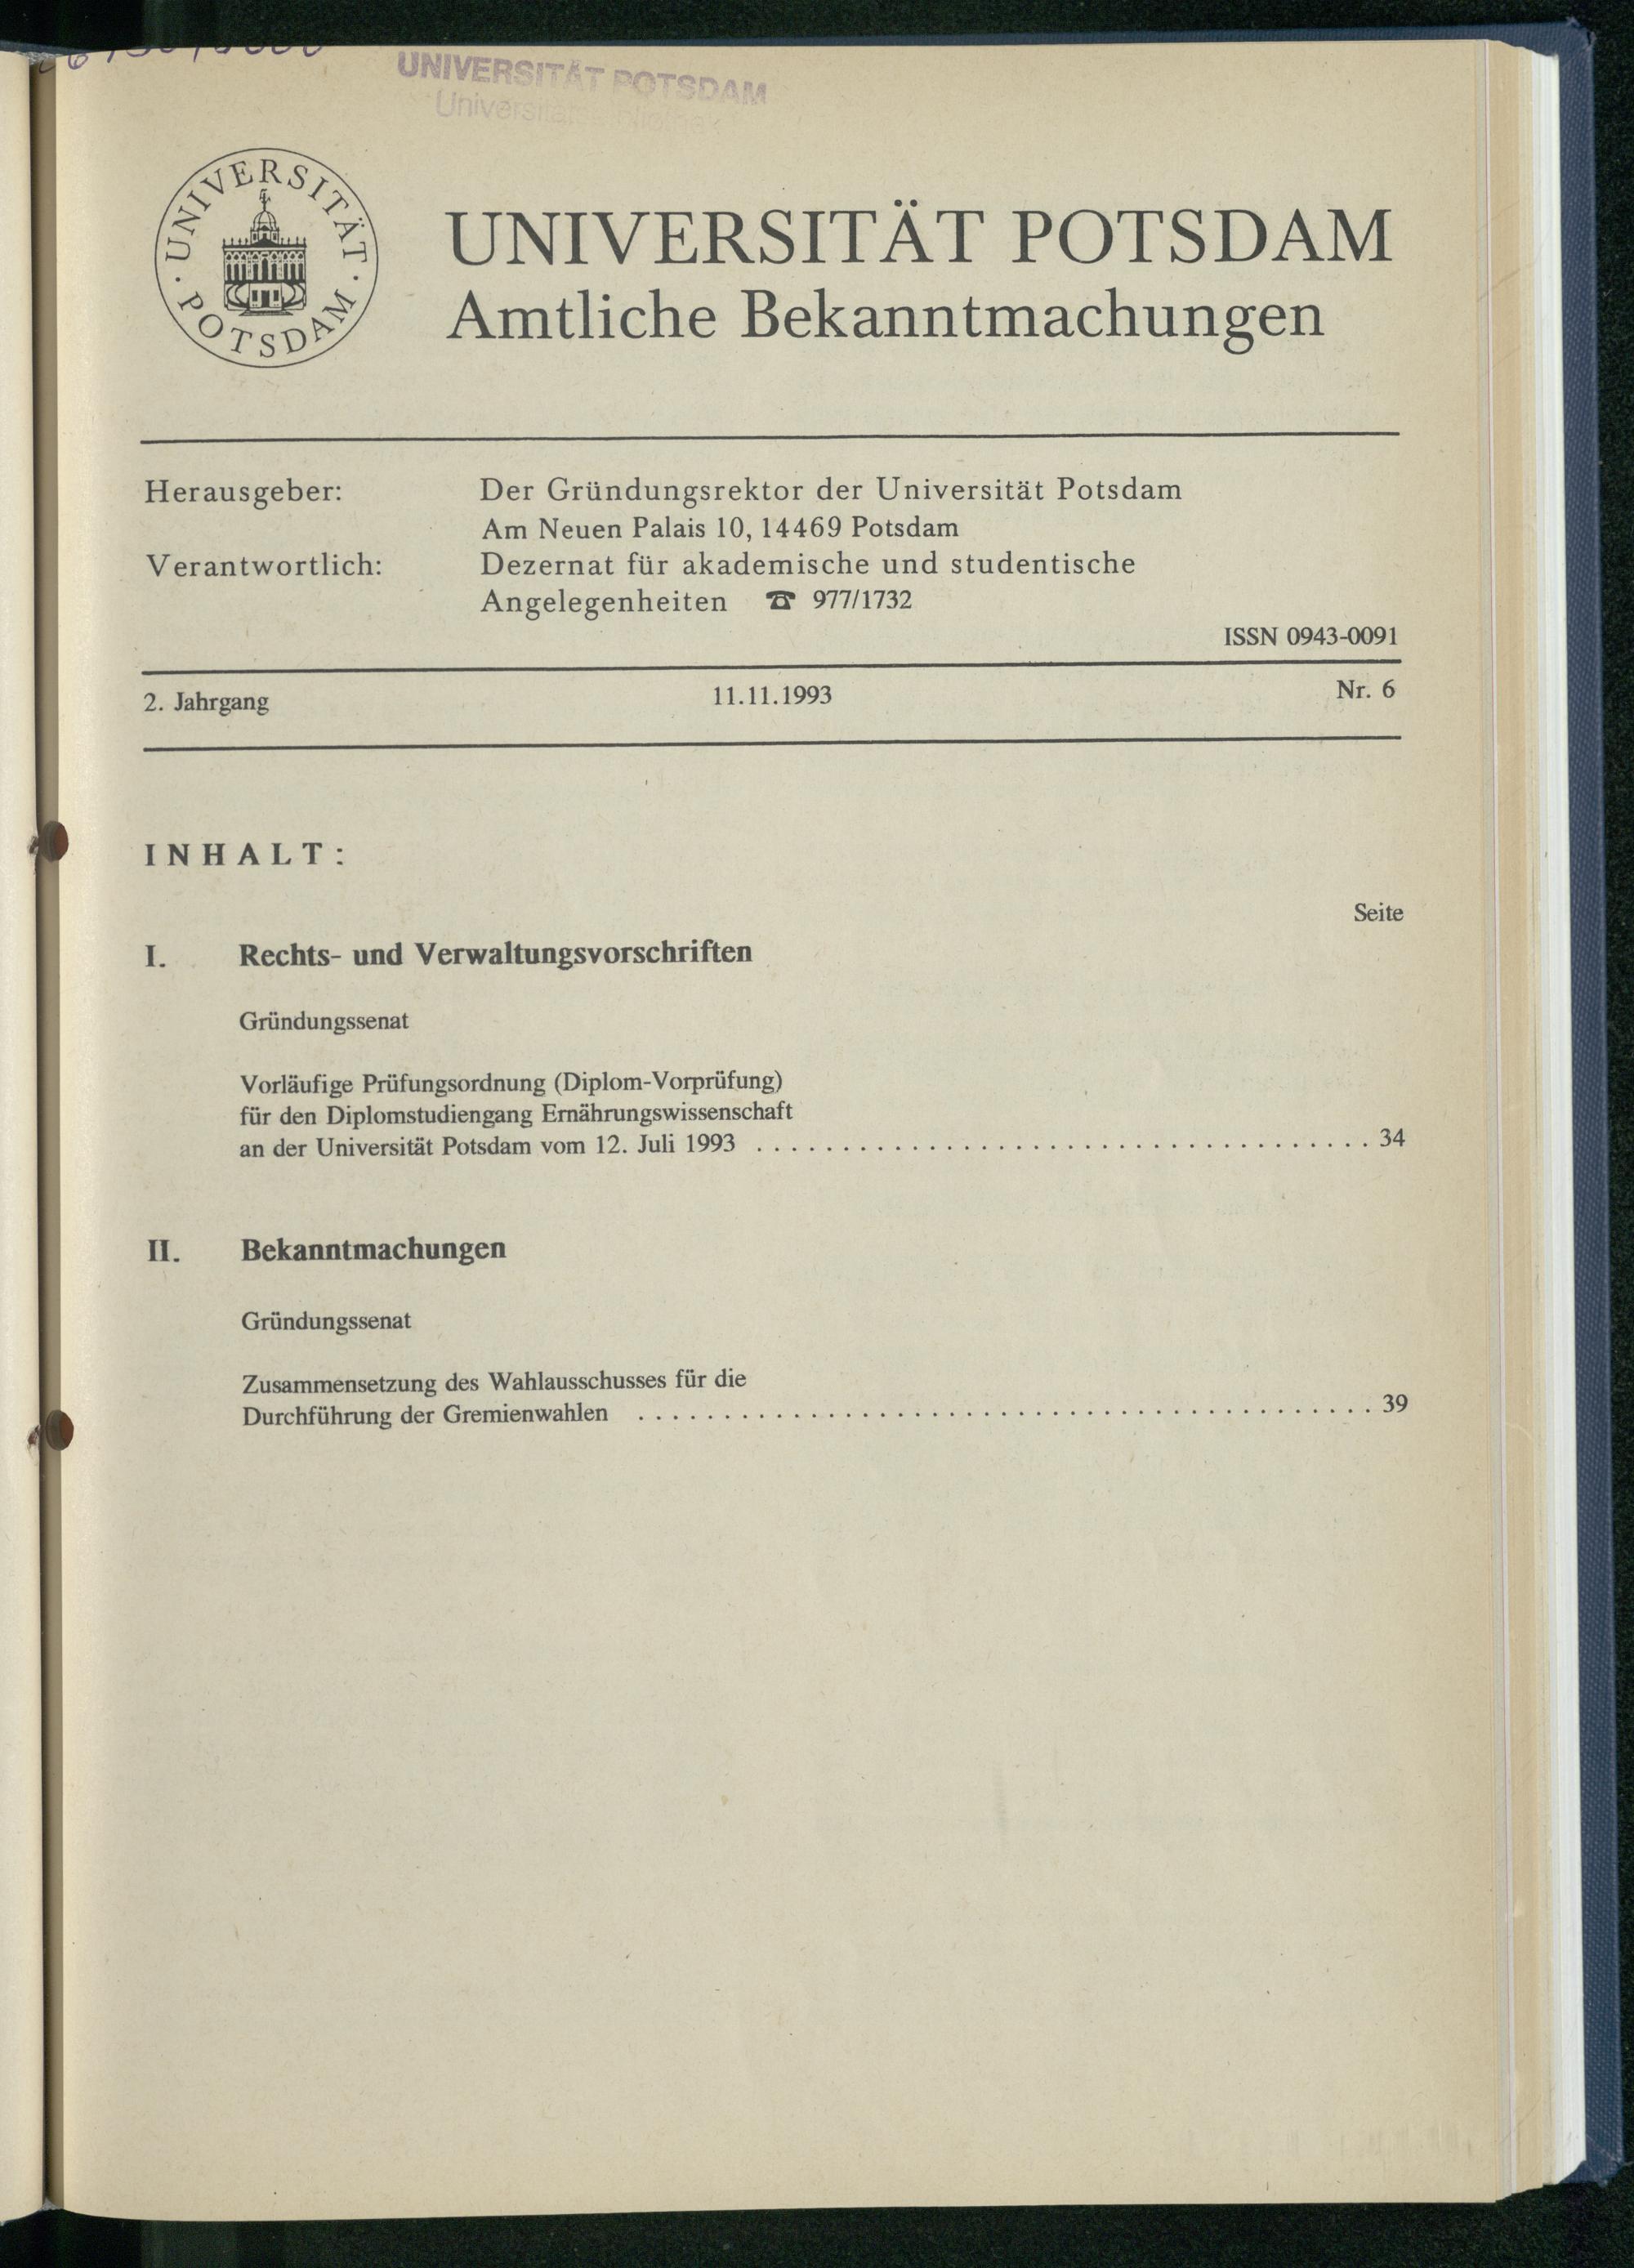 UNIVERSITÄT POTSDAM
UNIVERSITÄT
POTSDAM
UNIVERSITÄT POTSDAM
Amtliche Bekanntmachungen
Herausgeber: Der Gründungsrektor der Universität Potsdam
Am Neuen Palais 10, 14469 Potsdam
Verantwortlich: Dezernat für akademische und studentische
Angelegenheiten ☎ 977/1732
ISSN 0943-0091
2. Jahrgang 11.11.1993 Nr. 6
INHALT:
Seite
I. Rechts- und Verwaltungsvorschriften
Gründungssenat
Vorläufige Prüfungsordnung (Diplom-Vorprüfung)
für den Diplomstudiengang Ernährungswissenschaft
an der Universität Potsdam vom 12. Juli 1993 . . . . . . . . . . . . . . . . . . . . . . . . . . . . . . . . . . . . 34
II. Bekanntmachungen
Gründungssenat
Zusammensetzung des Wahlausschusses für die
Durchführung der Gremienwahlen . . . . . . . . . . . . . . . . . . . . . . . . . . . . . . . . . . . . . . . . . . 39